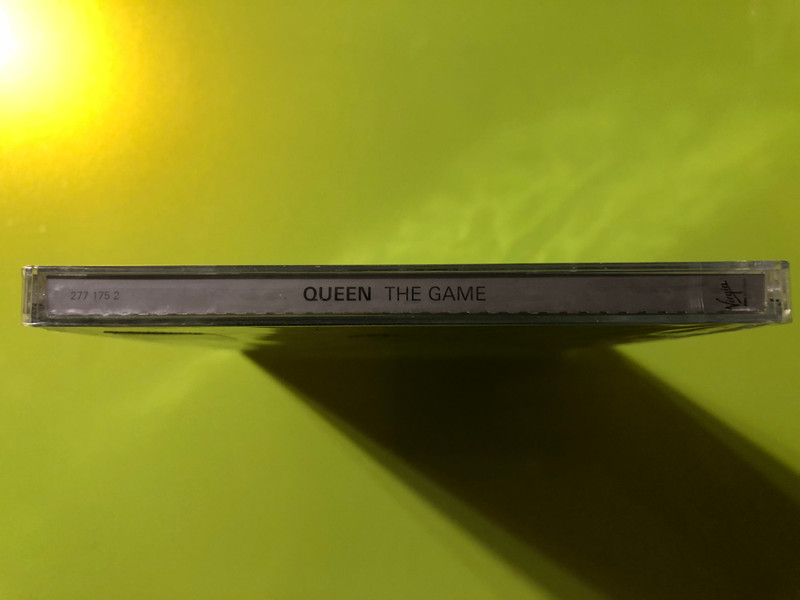 277 175 2
QUEEN THE GAME
Virgin